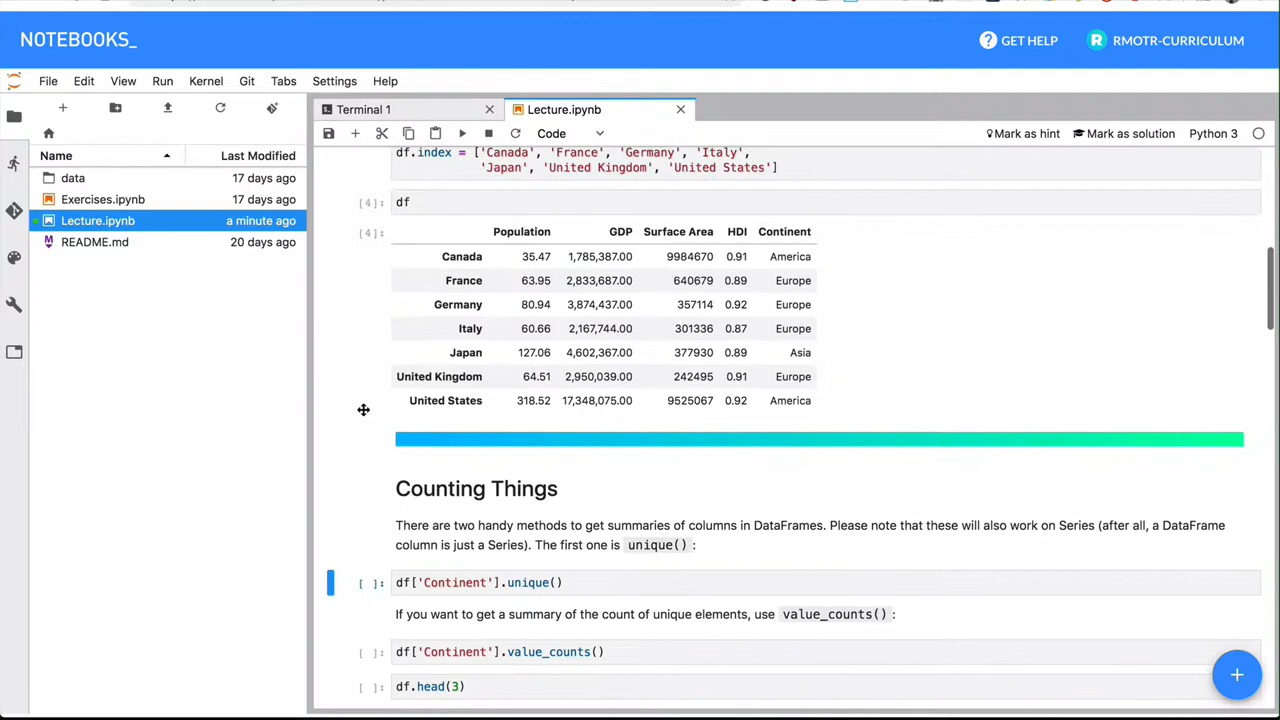 NOTEBOOKS_
? GET HELP
R RMOTR-CURRICULUM
File Edit View Run Kernel Git Tabs Settings Help
Terminal 1
Lecture.ipynb
Code
Mark as hint
Mark as solution
Python 3
Name
Last Modified
data 17 days ago
Exercises.ipynb 17 days ago
Lecture.ipynb a minute ago
README.md 20 days ago
df.index = ['Canada', 'France', 'Germany', 'Italy',
'Japan', 'United Kingdom', 'United States']
[4]: df
[4]: Population GDP Surface Area HDI Continent
Canada 35.47 1,785,387.00 9984670 0.91 America
France 63.95 2,833,687.00 640679 0.89 Europe
Germany 80.94 3,874,437.00 357114 0.92 Europe
Italy 60.66 2,167,744.00 301336 0.87 Europe
Japan 127.06 4,602,367.00 377930 0.89 Asia
United Kingdom 64.51 2,950,039.00 242495 0.91 Europe
United States 318.52 17,348,075.00 9525067 0.92 America
Counting Things
There are two handy methods to get summaries of columns in DataFrames. Please note that these will also work on Series (after all, a DataFrame
column is just a Series). The first one is unique() :
[ ]: df['Continent'].unique()
If you want to get a summary of the count of unique elements, use value_counts() :
[ ]: df['Continent'].value_counts()
[ ]: df.head(3)